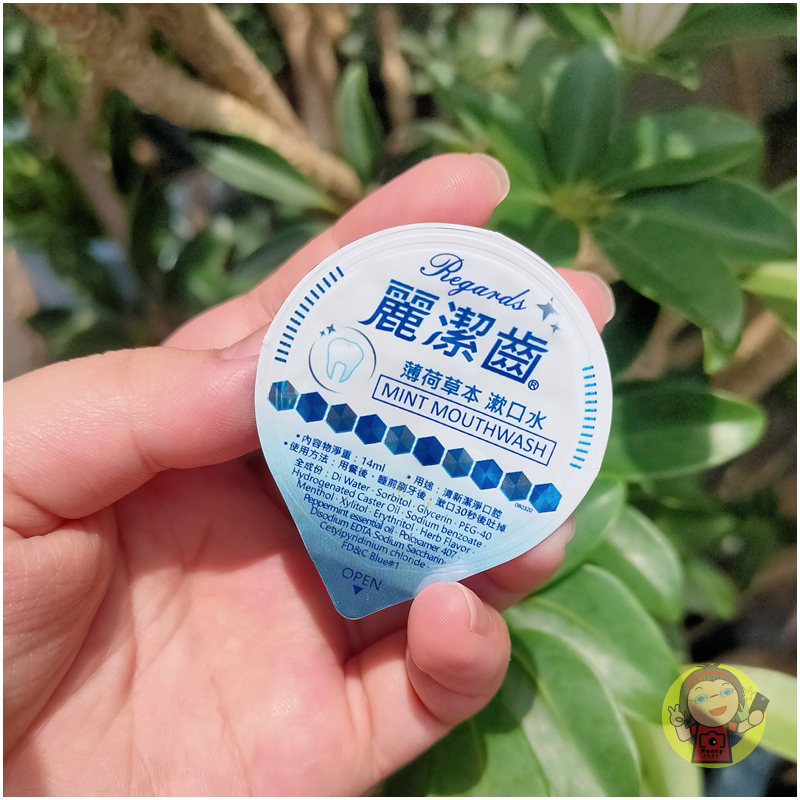 Regards
麗潔齒®
薄荷草本 漱口水
MINT MOUTHWASH
•內容物淨重：14ml •用途：清新潔淨口腔
•使用方法：用餐後、睡前刷牙後，漱口30秒後吐掉
全成份：Di Water · Sorbitol · Glycerin · PEG-40
Hydrogenated Caster Oil · Sodium benzoate ·
Menthol · Xylitol · Erythritol · Herb Flavor ·
Peppermint essential oil · Poloxamer 407 ·
Disodium EDTA Sodium Saccharin ·
Cetylpyridinium chloride ·
FD&C Blue#1
OPEN
Penny